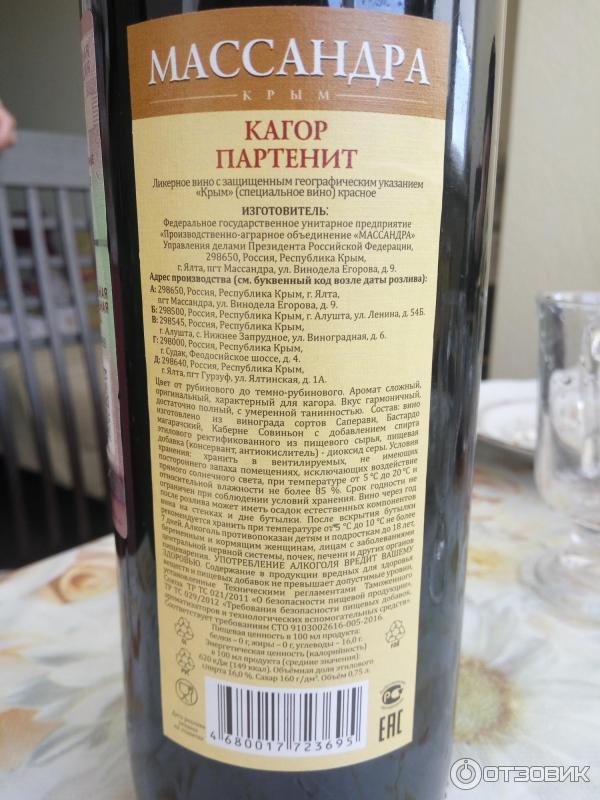 МАССАНДРА
КРЫМ
КАГОР
ПАРТЕНИТ
Ликерное вино с защищенным географическим указанием
«Крым» (специальное вино) красное
ИЗГОТОВИТЕЛЬ:
Федеральное государственное унитарное предприятие
«Производственно-аграрное объединение «МАССАНДРА»
Управления делами Президента Российской Федерации,
298650, Россия, Республика Крым,
г. Ялта, пгт Массандра, ул. Винодела Егорова, д. 9.
Адрес производства (см. буквенный код возле даты розлива):
А: 298650, Россия, Республика Крым, г. Ялта,
пгт Массандра, ул. Винодела Егорова, д. 9.
Б: 298500, Россия, Республика Крым, г. Алушта, ул. Ленина, д. 54Б.
В: 298545, Россия, Республика Крым,
г. Алушта, с. Нижнее Запрудное, ул. Виноградная, д. 6.
Г: 298000, Россия, Республика Крым,
г. Судак, Феодосийское шоссе, д. 4.
Д: 298640, Россия, Республика Крым,
г. Ялта, пгт Гурзуф, ул. Ялтинская, д. 1А.
Цвет от рубинового до темно-рубинового. Аромат сложный,
оригинальный, характерный для кагора. Вкус гармоничный,
достаточно полный, с умеренной танинностью. Состав: вино
изготовлено из винограда сортов Саперави, Бастардо
магарачский, Каберне Совиньон с добавлением спирта
этилового ректификованного из пищевого сырья, пищевая
добавка (консервант, антиокислитель) - диоксид серы. Условия
хранения: хранить в вентилируемых, не имеющих
постороннего запаха помещениях, исключающих воздействие
прямого солнечного света, при температуре от 5 °С до 20 °С и
относительной влажности не более 85 %. Срок годности не
ограничен при соблюдении условий хранения. Вино через год
после розлива может иметь осадок естественных компонентов
вина на стенках и дне бутылки. После вскрытия бутылки
рекомендуется хранить при температуре от 5 °С до 10 °С не более
7 дней. Алкоголь противопоказан детям и подросткам до 18 лет,
беременным и кормящим женщинам, лицам с заболеваниями
центральной нервной системы, почек, печени и других органов
пищеварения. УПОТРЕБЛЕНИЕ АЛКОГОЛЯ ВРЕДИТ ВАШЕМУ
ЗДОРОВЬЮ. Содержание в продукции вредных для здоровья
веществ и пищевых добавок не превышает допустимые уровни,
установленные Техническими регламентами Таможенного
Союза ТР ТС 021/2011 «О безопасности пищевой продукции»,
ТР ТС 029/2012 «Требования безопасности пищевых добавок,
ароматизаторов и технологических вспомогательных средств».
Соответствует требованиям СТО 9103002616-005-2016.
Пищевая ценность в 100 мл продукта:
белки – 0 г, жиры – 0 г, углеводы – 16,0 г.
Энергетическая ценность (калорийность)
в 100 мл продукта (средние значения):
620 кДж (149 ккал). Объёмная доля этилового
спирта 16,0 %. Сахар 160 г/дм³. Объём 0,75 л.
4 680017 723695
EAC
ОТЗОВИК